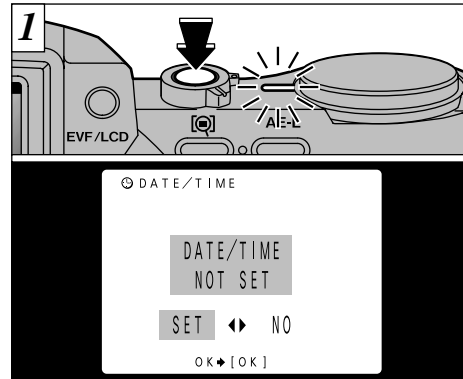 1
EVF/LCD
[ ] AE-L
DATE/TIME
DATE/TIME
NOT SET
SET NO
OK [OK]